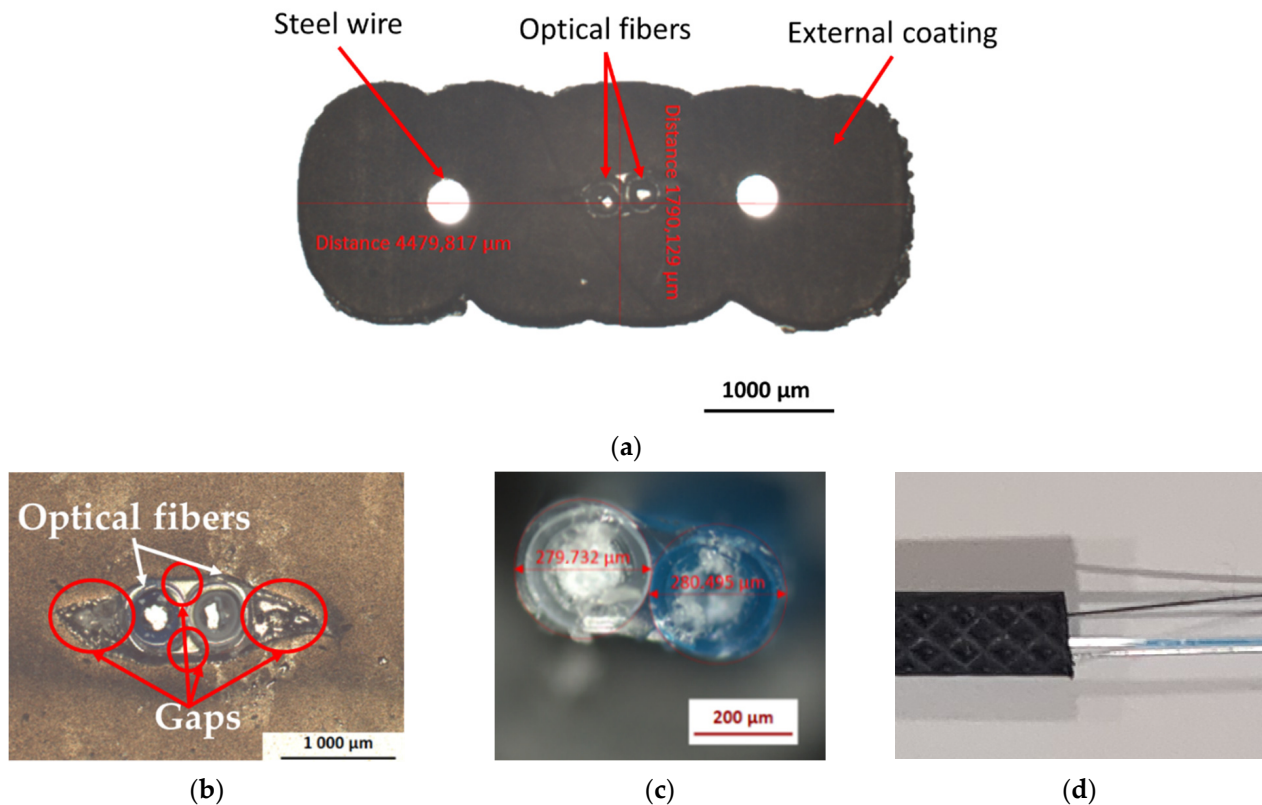 Steel wire
Optical fibers
External coating
Distance 1790,129 μm
Distance 4479,817 μm
1000 μm
(a)
Optical fibers
Gaps
1 000 μm
(b)
279.732 μm
280,495 μm
200 μm
(c)
(d)